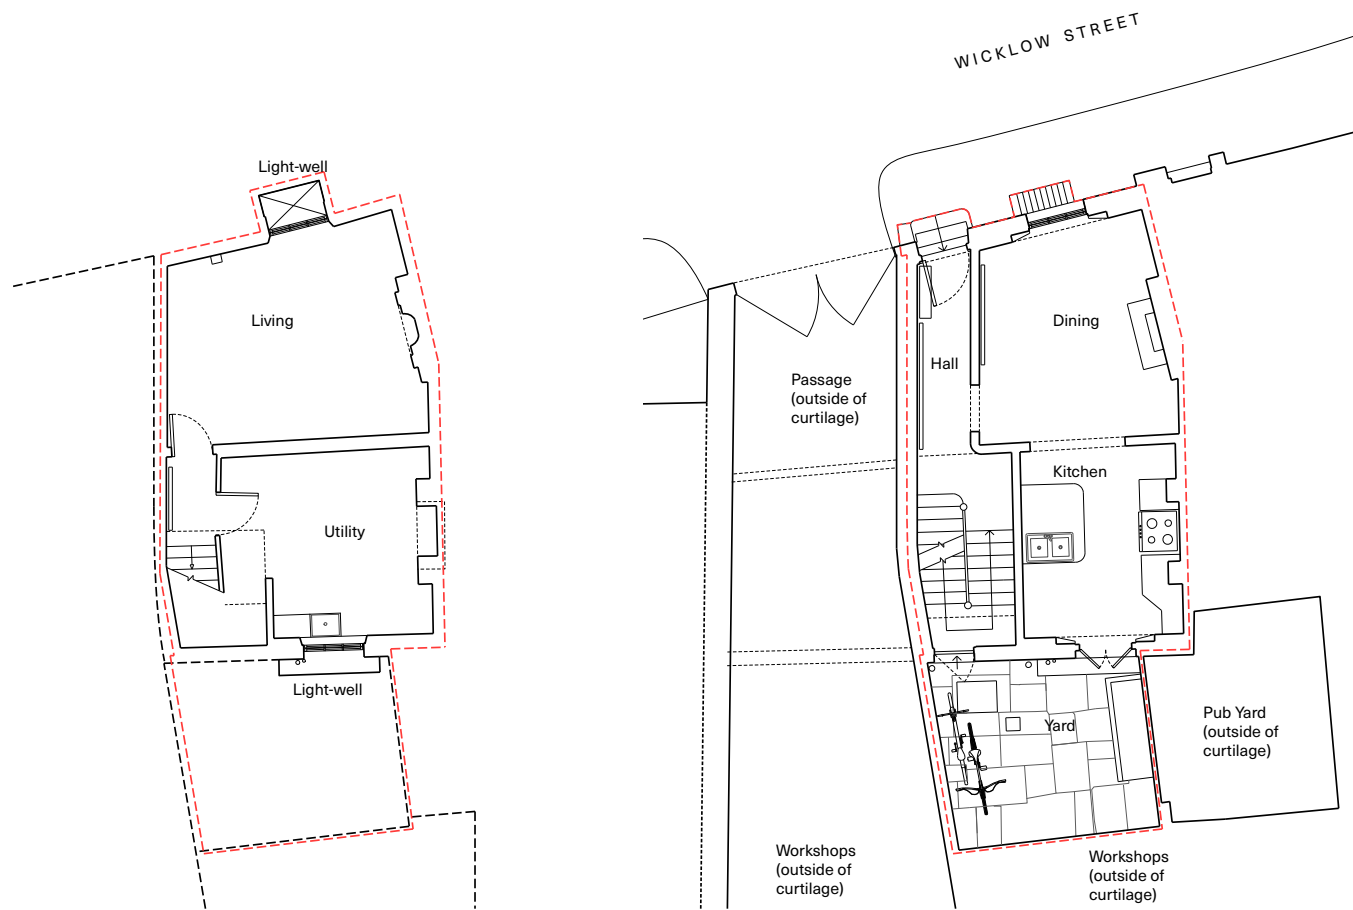 WICKLOW STREET
Light-well
Living
Utility
Light-well
Dining
Hall
Passage
(outside of
curtilage)
Kitchen
Yard
Pub Yard
(outside of
curtilage)
Workshops
(outside of
curtilage)
Workshops
(outside of
curtilage)